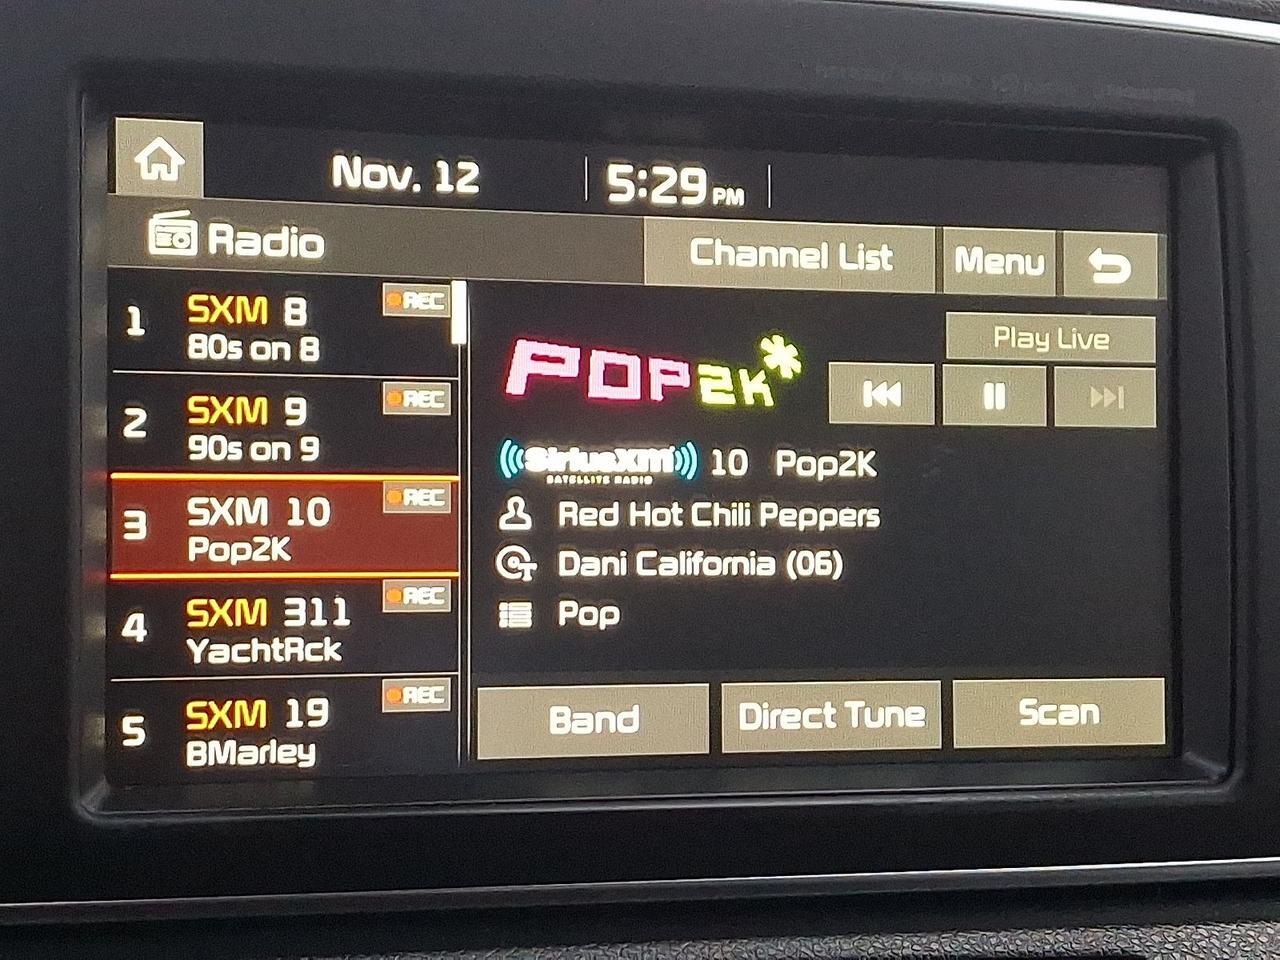 Nov. 12
5:29 PM
Radio
Channel List
Menu
1
SXM 8
REC
80s on 8
2
SXM 9
REC
90s on 9
3
SXM 10
REC
Pop2K
4
SXM 311
REC
YachtRck
5
SXM 19
REC
BMarley
Play Live
POP2K*
SiriusXM
SATELLITE RADIO
10 Pop2K
Red Hot Chili Peppers
Dani California (06)
Pop
Band
Direct Tune
Scan